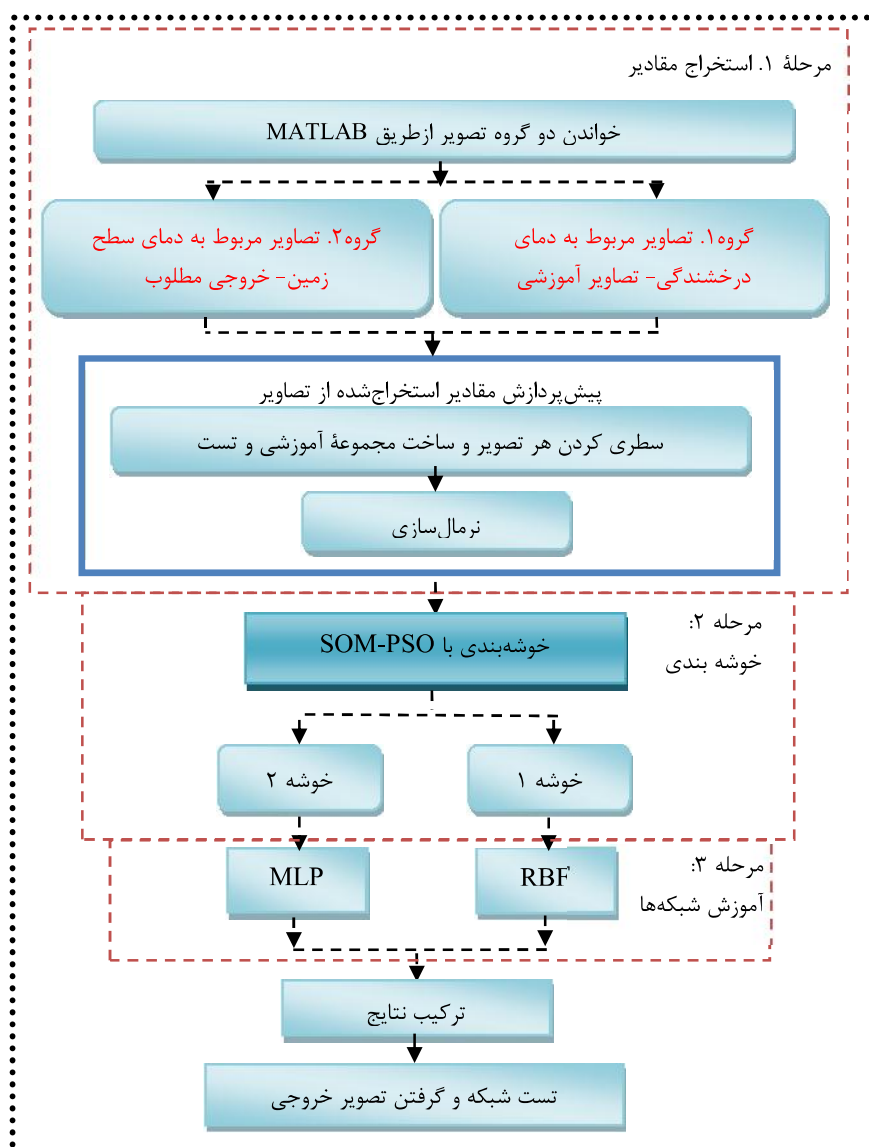 مرحلهٔ ۱. استخراج مقادیر
خواندن دو گروه تصویر ازطریق MATLAB
گروه۱. تصاویر مربوط به دمای
درخشندگی- تصاویر آموزشی
گروه۲. تصاویر مربوط به دمای سطح
زمین- خروجی مطلوب
پیش‌پردازش مقادیر استخراج‌شده از تصاویر
سطری کردن هر تصویر و ساخت مجموعهٔ آموزشی و تست
نرمال‌سازی
مرحله ۲:
خوشه بندی
خوشه‌بندی با SOM-PSO
خوشه ۱
خوشه ۲
مرحله ۳:
آموزش شبکه‌ها
RBF
MLP
ترکیب نتایج
تست شبکه و گرفتن تصویر خروجی